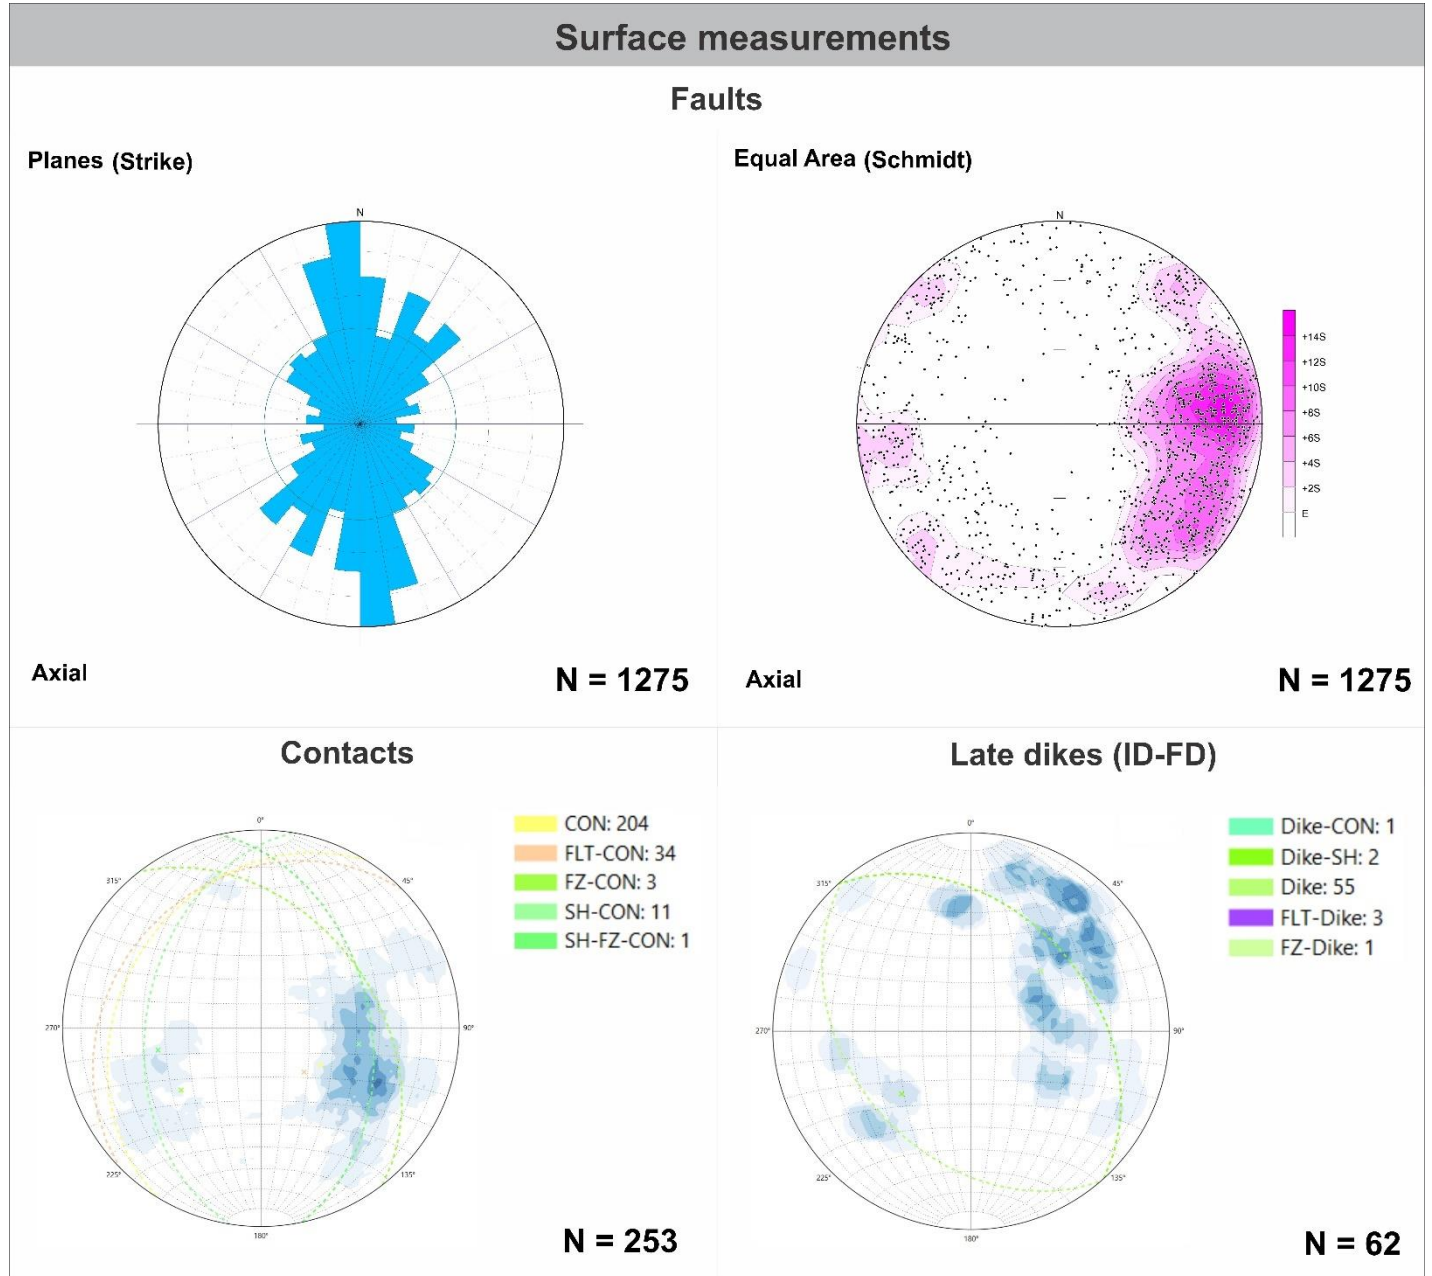 Surface measurements
Faults
Planes (Strike)
N
Axial
N = 1275
Equal Area (Schmidt)
N
+14S
+12S
+10S
+8S
+6S
+4S
+2S
E
Axial
N = 1275
Contacts
0°
45°
90°
135°
180°
225°
270°
315°
CON: 204
FLT-CON: 34
FZ-CON: 3
SH-CON: 11
SH-FZ-CON: 1
N = 253
Late dikes (ID-FD)
0°
45°
90°
135°
180°
225°
270°
315°
Dike-CON: 1
Dike-SH: 2
Dike: 55
FLT-Dike: 3
FZ-Dike: 1
N = 62